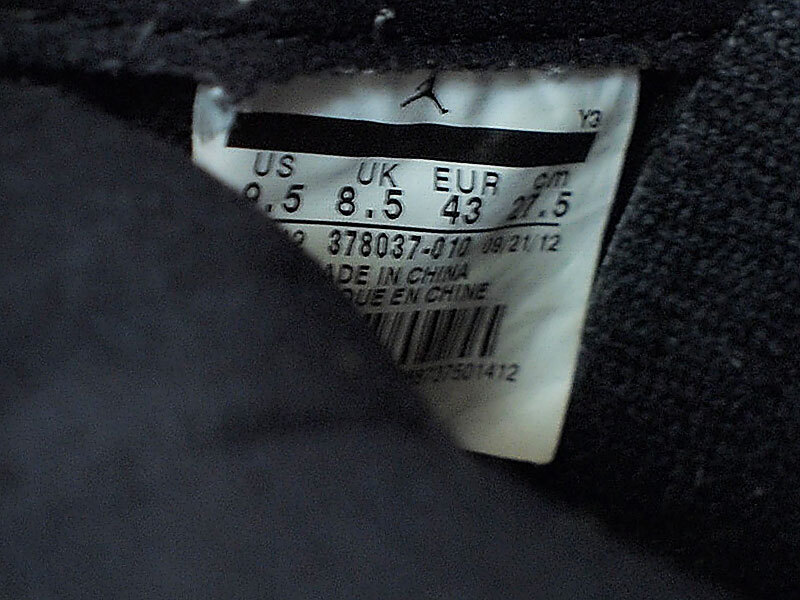 Y3
US UK EUR cm
9.5 8.5 43 27.5
378037-010 09/21/12
ADE IN CHINA
QUE EN CHINE
737501412